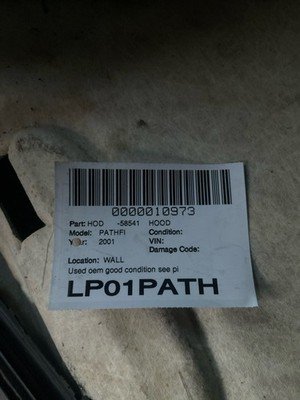 0000010973
Part: HOD -58541 HOOD
Model: PATHFI Condition:
Year: 2001 VIN:
Damage Code:
Location: WALL
Used oem good condition see pi
LP01PATH